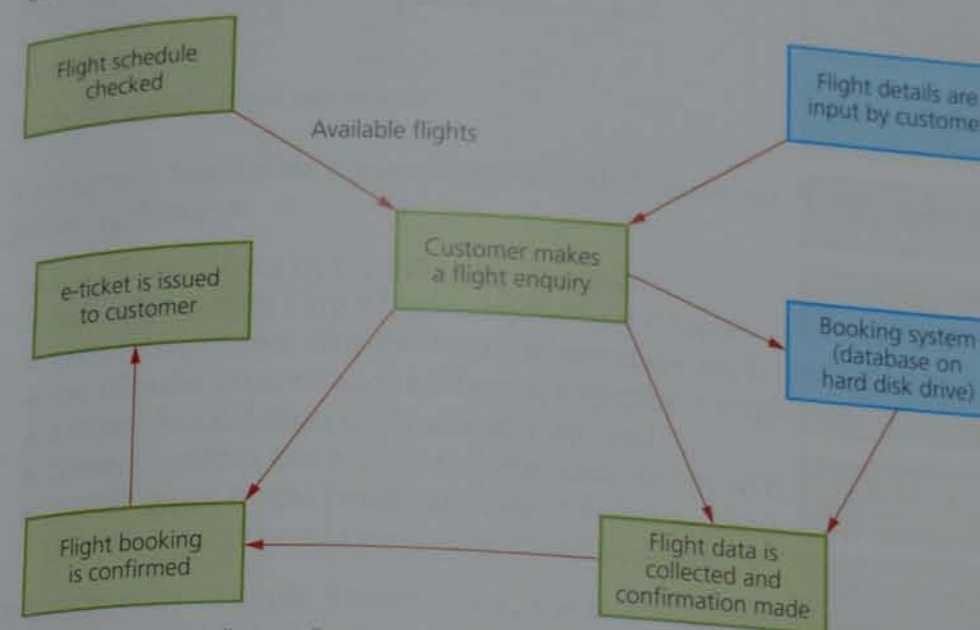 Flight schedule
checked
Flight details are
input by custome
Available flights
Customer makes
a flight enquiry
e-ticket is issued
to customer
Booking system
(database on
hard disk drive)
Flight booking
is confirmed
Flight data is
collected and
confirmation made